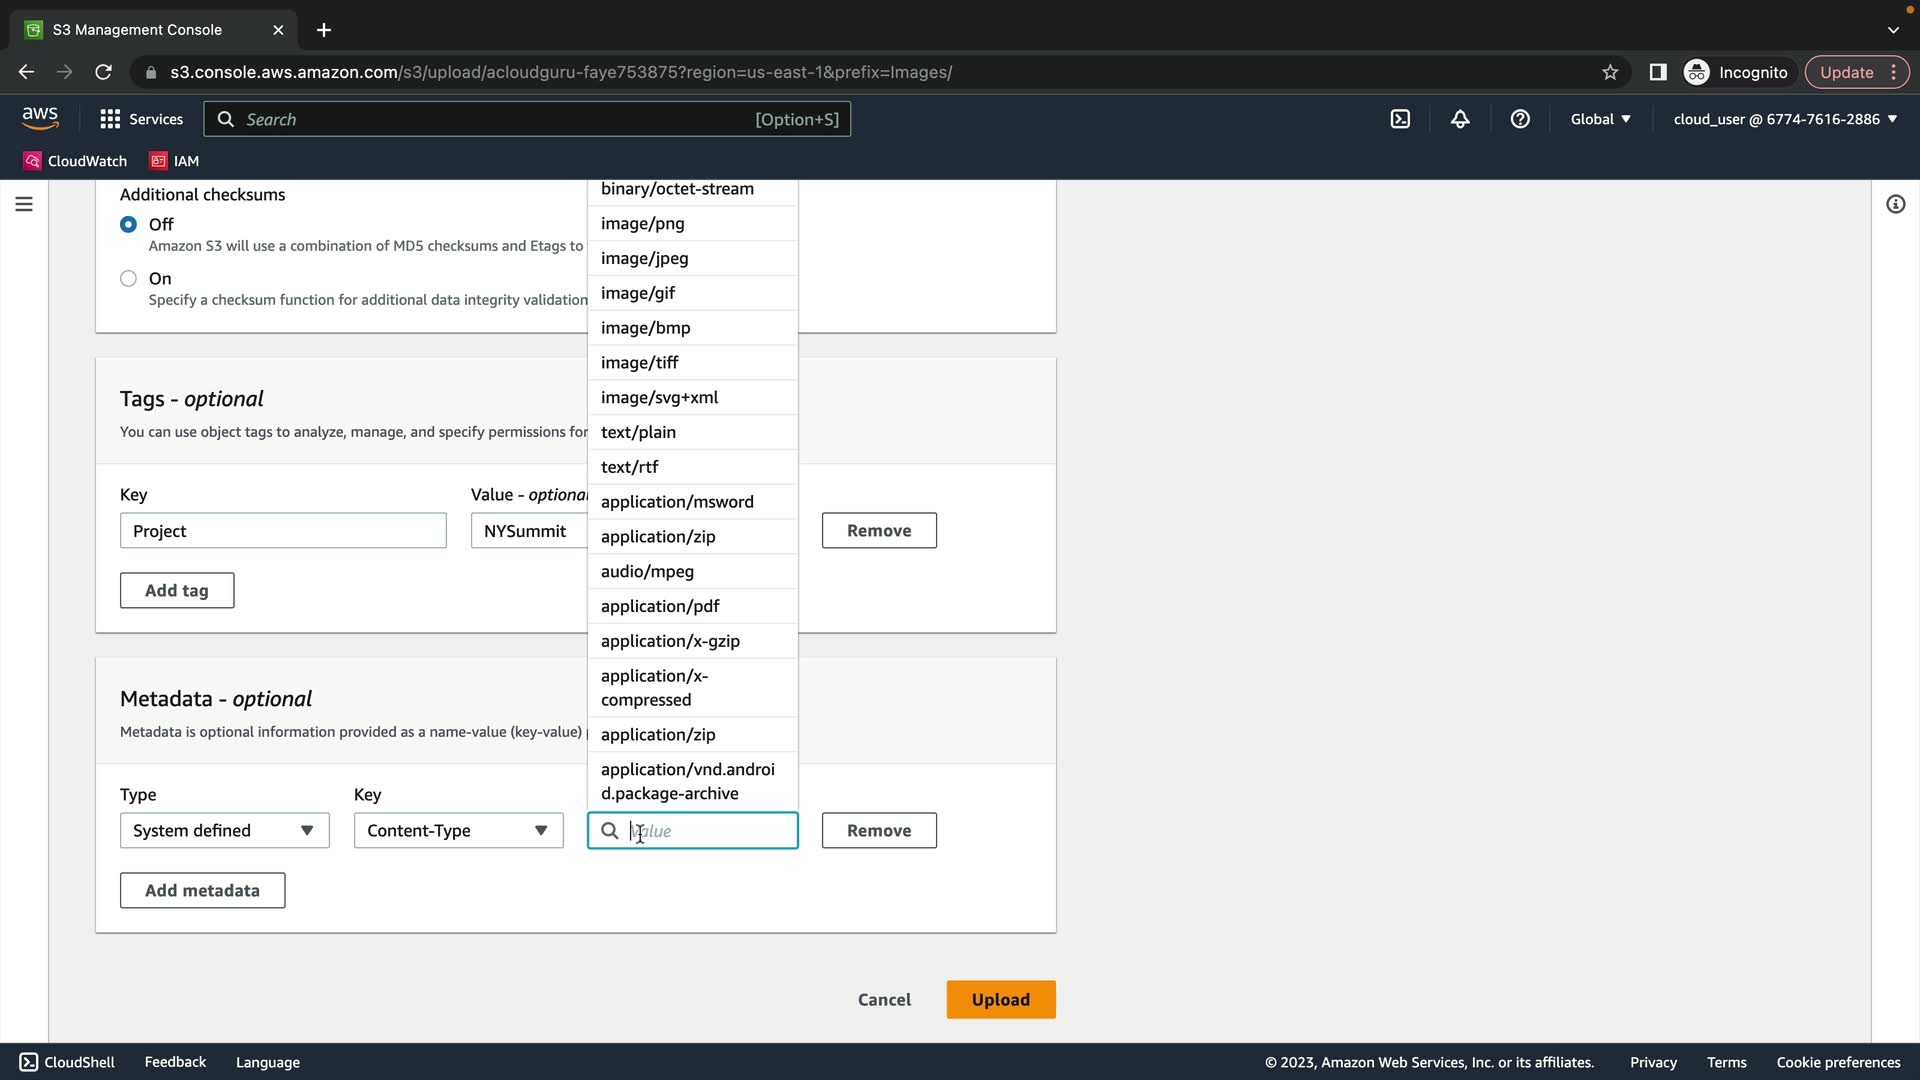 S3 Management Console
s3.console.aws.amazon.com/s3/upload/acloudguru-faye753875?region=us-east-1&prefix=Images/
Incognito
Update
aws
Services
Search
[Option+S]
Global
cloud_user @ 6774-7616-2886
CloudWatch
IAM
Additional checksums
Off
Amazon S3 will use a combination of MD5 checksums and Etags to
On
Specify a checksum function for additional data integrity validation
Tags - optional
You can use object tags to analyze, manage, and specify permissions for
Key
Value - optional
Project
NYSummit
Remove
Add tag
Metadata - optional
Metadata is optional information provided as a name-value (key-value)
Type
Key
System defined
Content-Type
binary/octet-stream
image/png
image/jpeg
image/gif
image/bmp
image/tiff
image/svg+xml
text/plain
text/rtf
application/msword
application/zip
audio/mpeg
application/pdf
application/x-gzip
application/x-
compressed
application/zip
application/vnd.androi
d.package-archive
Value
Remove
Add metadata
Cancel
Upload
CloudShell
Feedback
Language
© 2023, Amazon Web Services, Inc. or its affiliates.
Privacy
Terms
Cookie preferences